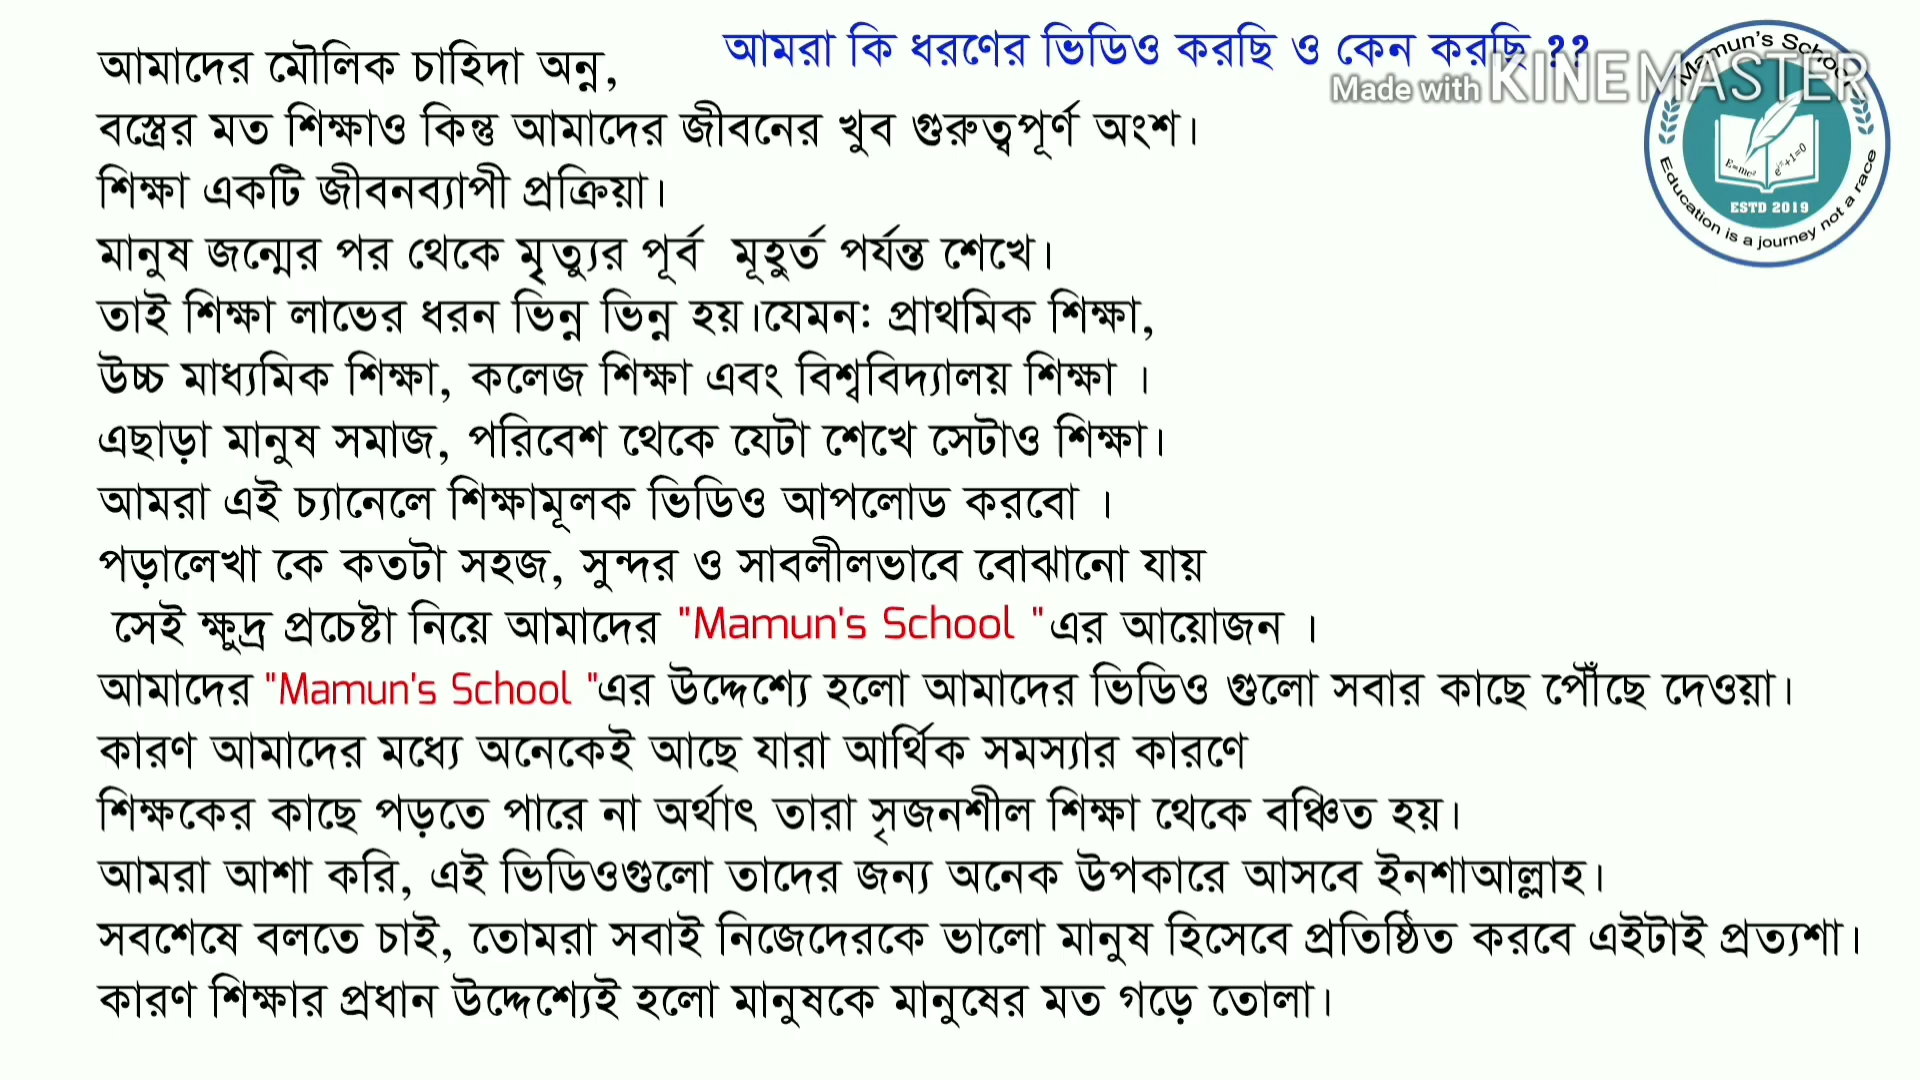 আমরা কি ধরণের ভিডিও করছি ও কেন করছি ??
Made with KINEMASTER
Mamun's School
E=mc²
e^iπ+1=0
ESTD 2019
Education is a journey not a race
আমাদের মৌলিক চাহিদা অন্ন,
বস্ত্রের মত শিক্ষাও কিন্তু আমাদের জীবনের খুব গুরুত্বপূর্ণ অংশ।
শিক্ষা একটি জীবনব্যাপী প্রক্রিয়া।
মানুষ জন্মের পর থেকে মৃত্যুর পূর্ব মূহুর্ত পর্যন্ত শেখে।
তাই শিক্ষা লাভের ধরন ভিন্ন ভিন্ন হয়।যেমনঃ প্রাথমিক শিক্ষা,
উচ্চ মাধ্যমিক শিক্ষা, কলেজ শিক্ষা এবং বিশ্ববিদ্যালয় শিক্ষা ।
এছাড়া মানুষ সমাজ, পরিবেশ থেকে যেটা শেখে সেটাও শিক্ষা।
আমরা এই চ্যানেলে শিক্ষামূলক ভিডিও আপলোড করবো ।
পড়ালেখা কে কতটা সহজ, সুন্দর ও সাবলীলভাবে বোঝানো যায়
সেই ক্ষুদ্র প্রচেষ্টা নিয়ে আমাদের "Mamun's School "এর আয়োজন ।
আমাদের "Mamun's School "এর উদ্দেশ্যে হলো আমাদের ভিডিও গুলো সবার কাছে পৌঁছে দেওয়া।
কারণ আমাদের মধ্যে অনেকেই আছে যারা আর্থিক সমস্যার কারণে
শিক্ষকের কাছে পড়তে পারে না অর্থাৎ তারা সৃজনশীল শিক্ষা থেকে বঞ্চিত হয়।
আমরা আশা করি, এই ভিডিওগুলো তাদের জন্য অনেক উপকারে আসবে ইনশাআল্লাহ।
সবশেষে বলতে চাই, তোমরা সবাই নিজেদেরকে ভালো মানুষ হিসেবে প্রতিষ্ঠিত করবে এইটাই প্রত্যশা।
কারণ শিক্ষার প্রধান উদ্দেশ্যেই হলো মানুষকে মানুষের মত গড়ে তোলা।